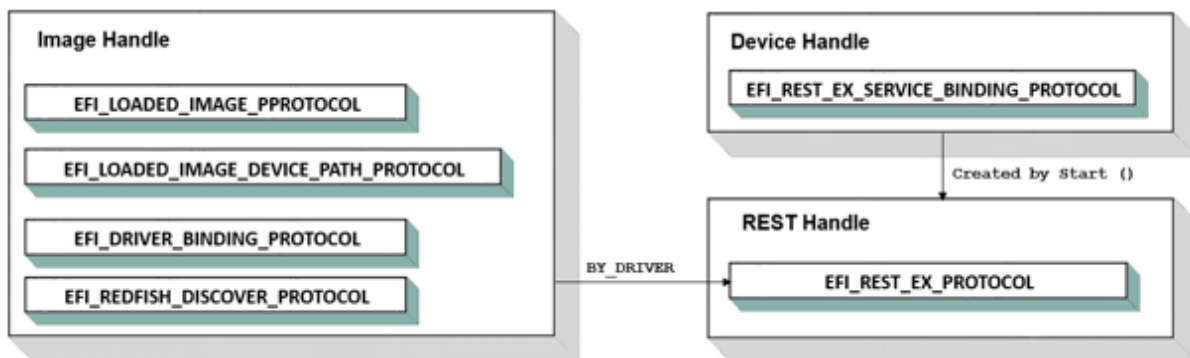 Image Handle
EFI_LOADED_IMAGE_PPROTOCOL
EFI_LOADED_IMAGE_DEVICE_PATH_PROTOCOL
EFI_DRIVER_BINDING_PROTOCOL
EFI_REDFISH_DISCOVER_PROTOCOL
BY_DRIVER
Device Handle
EFI_REST_EX_SERVICE_BINDING_PROTOCOL
Created by Start ()
REST Handle
EFI_REST_EX_PROTOCOL